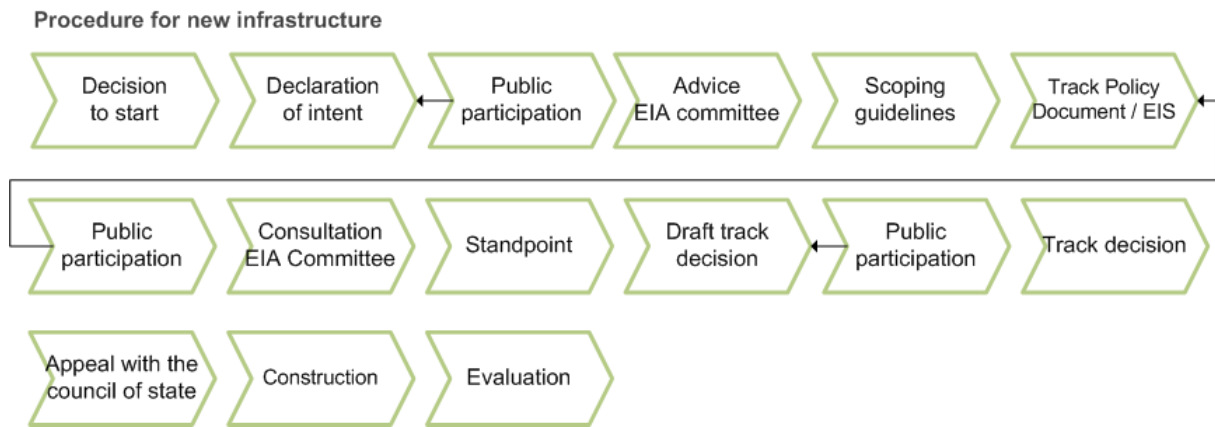 Procedure for new infrastructure
Decision
to start
Declaration
of intent
Public
participation
Advice
EIA committee
Scoping
guidelines
Track Policy
Document / EIS
Public
participation
Consultation
EIA Committee
Standpoint
Draft track
decision
Public
participation
Track decision
Appeal with the
council of state
Construction
Evaluation